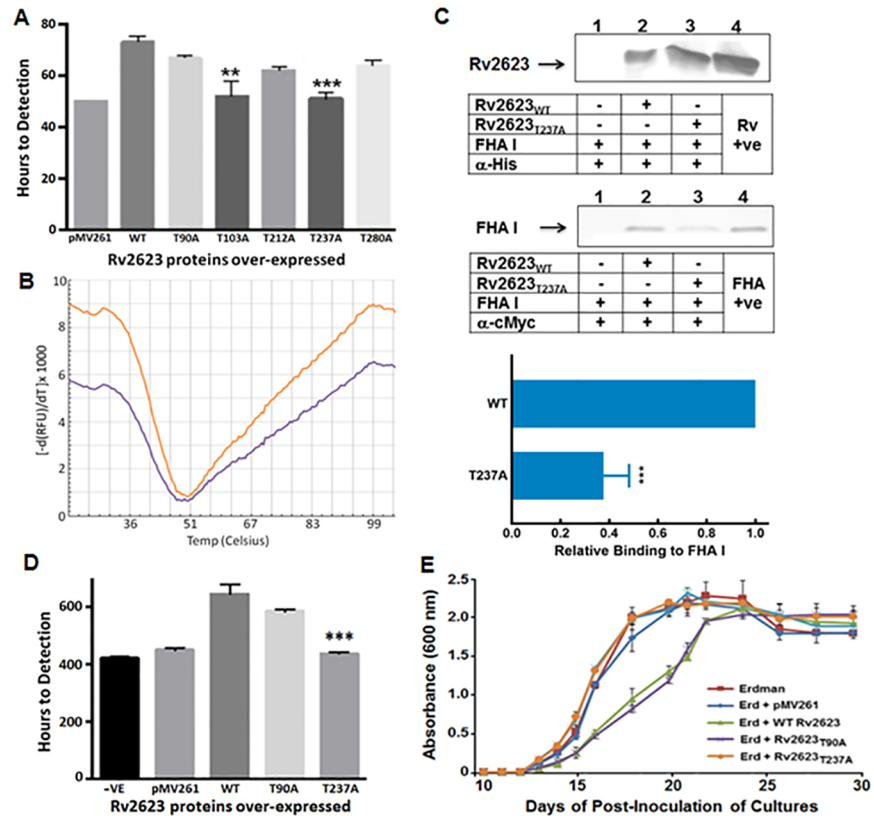 A
Hours to Detection
80
60
40
20
0
**
***
pMV261 WT T90A T103A T212A T237A T280A
Rv2623 proteins over-expressed
B
[-d(RFU)/dT]x 1000
10
8
6
4
2
0
36 51 67 83 99
Temp (Celsius)
C
1 2 3 4
Rv2623
Rv2623WT - + - Rv +ve
Rv2623T237A - - +
FHA I + + +
α-His + + +
1 2 3 4
FHA I
Rv2623WT - + - FHA +ve
Rv2623T237A - - +
FHA I + + +
α-cMyc + + +
WT
T237A
***
0.0 0.2 0.4 0.6 0.8 1.0
Relative Binding to FHA I
D
Hours to Detection
600
400
200
0
***
-VE pMV261 WT T90A T237A
Rv2623 proteins over-expressed
E
Absorbance (600 nm)
2.5
2.0
1.5
1.0
0.5
0
Erdman
Erd + pMV261
Erd + WT Rv2623
Erd + Rv2623T90A
Erd + Rv2623T237A
10 15 20 25 30
Days of Post-Inoculation of Cultures